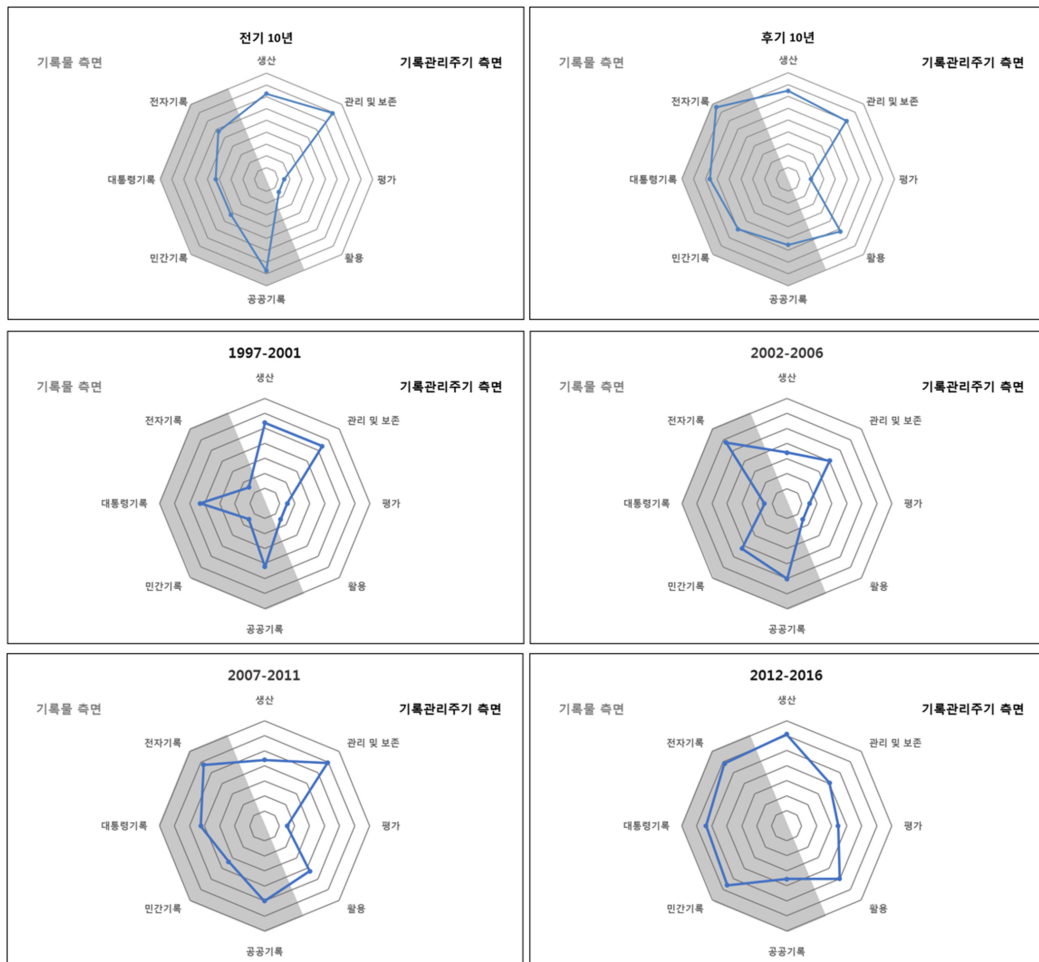 전기 10년
기록물 측면
기록관리주기 측면
생산
전자기록
관리 및 보존
대통령기록
평가
민간기록
활용
공공기록
후기 10년
기록물 측면
기록관리주기 측면
생산
전자기록
관리 및 보존
대통령기록
평가
민간기록
활용
공공기록
1997-2001
기록물 측면
기록관리주기 측면
생산
전자기록
관리 및 보존
대통령기록
평가
민간기록
활용
공공기록
2002-2006
기록물 측면
기록관리주기 측면
생산
전자기록
관리 및 보존
대통령기록
평가
민간기록
활용
공공기록
2007-2011
기록물 측면
기록관리주기 측면
생산
전자기록
관리 및 보존
대통령기록
평가
민간기록
활용
공공기록
2012-2016
기록물 측면
기록관리주기 측면
생산
전자기록
관리 및 보존
대통령기록
평가
민간기록
활용
공공기록